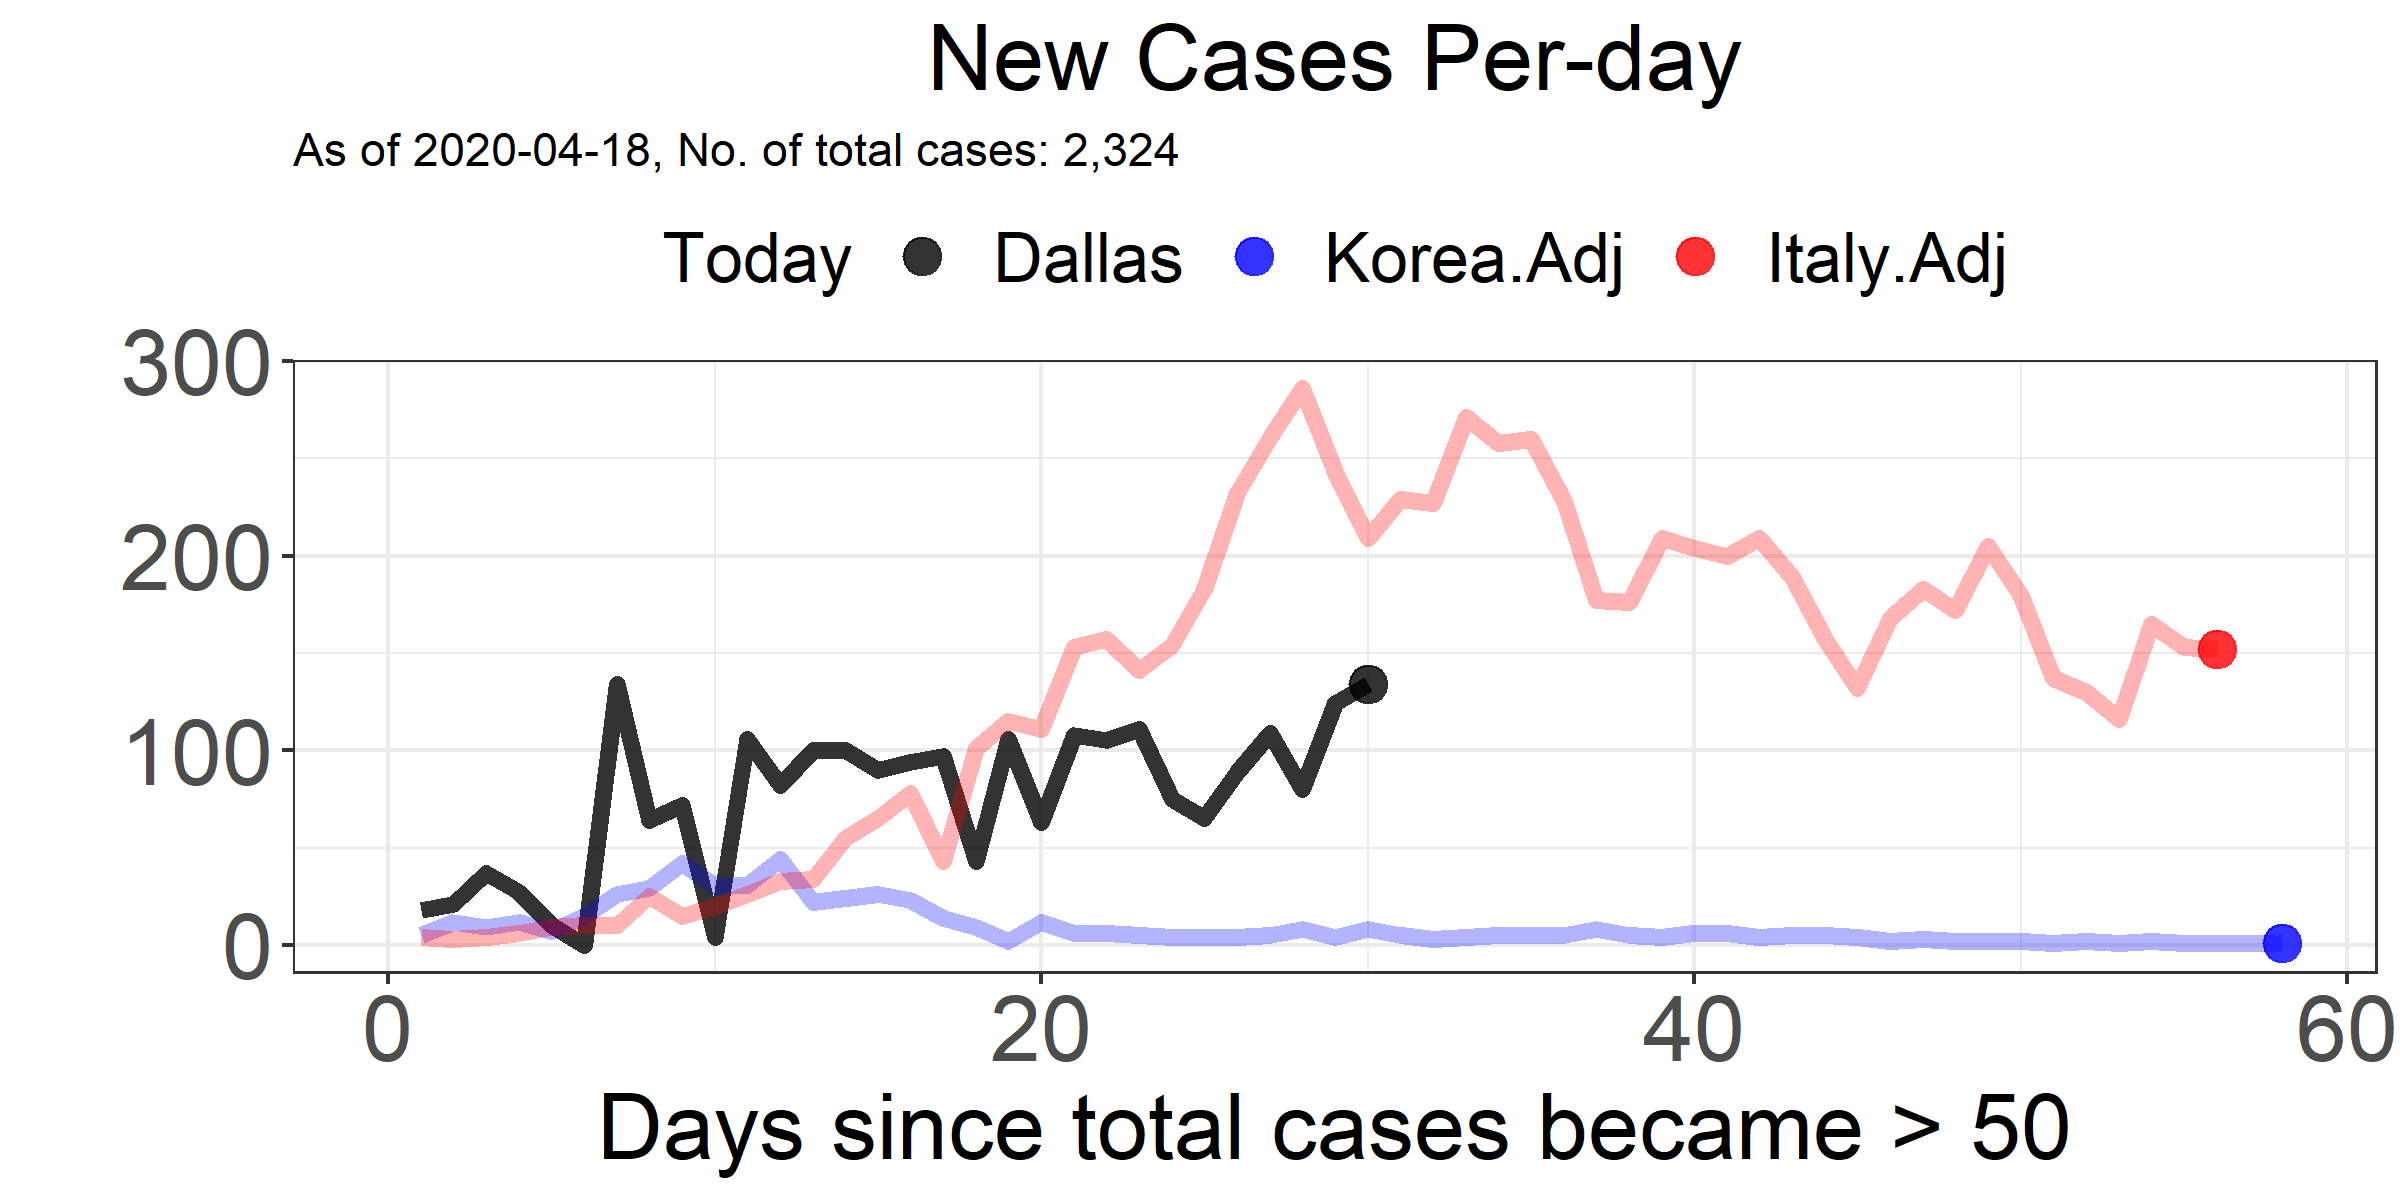 New Cases Per-day
As of 2020-04-18, No. of total cases: 2,324
Today Dallas Korea.Adj Italy.Adj
300
200
100
0
0 20 40 60
Days since total cases became > 50